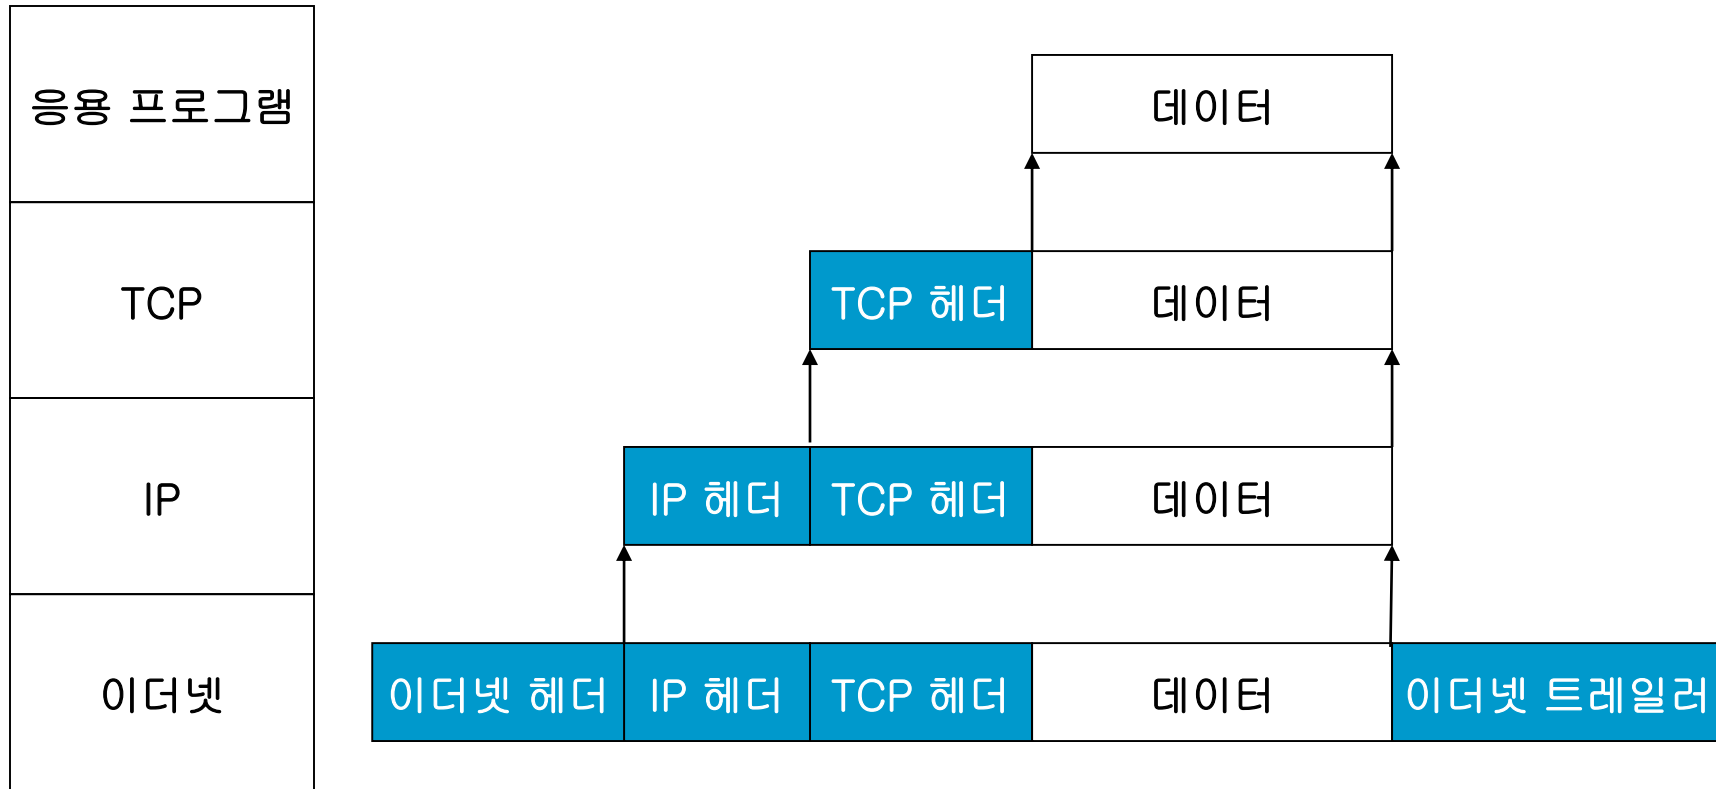 응용 프로그램
데이터
TCP
TCP 헤더
데이터
IP
IP 헤더
TCP 헤더
데이터
이더넷
이더넷 헤더
IP 헤더
TCP 헤더
데이터
이더넷 트레일러